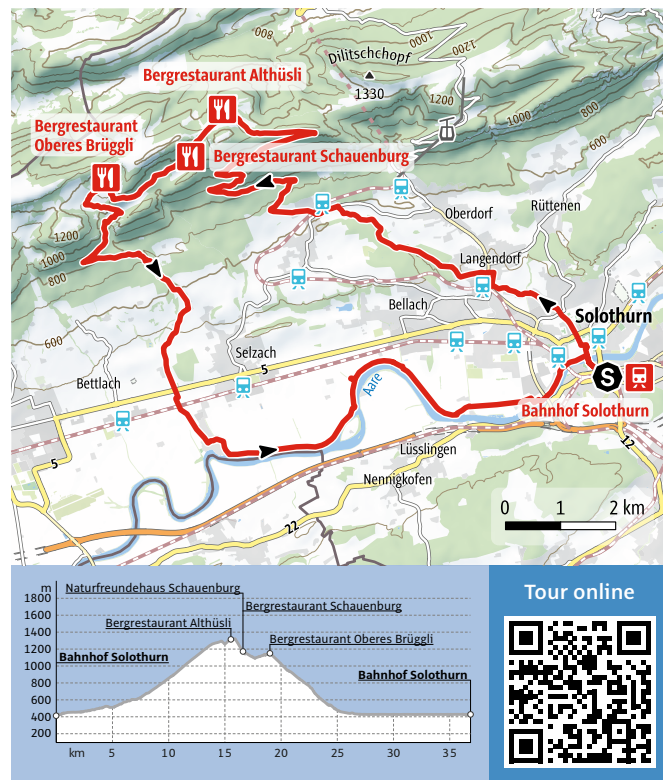 800
1000
1200
Dilitschchopf
1330
Bergrestaurant Althüsli
1200
1000
800
600
Bergrestaurant
Oberes Brüggli
Bergrestaurant Schauenburg
Rüttenen
Oberdorf
1200
1000
800
Langendorf
Bellach
Solothurn
600
Selzach
5
Bettlach
Aare
S
Bahnhof Solothurn
12
Lüsslingen
5
Nennigkofen
22
0 1 2 km
m
1800
1600
1400
1200
1000
800
600
400
200
Naturfreundehaus Schauenburg
Bergrestaurant Schauenburg
Bergrestaurant Althüsli
Bergrestaurant Oberes Brüggli
Bahnhof Solothurn
Bahnhof Solothurn
km 5 10 15 20 25 30 35
Tour online